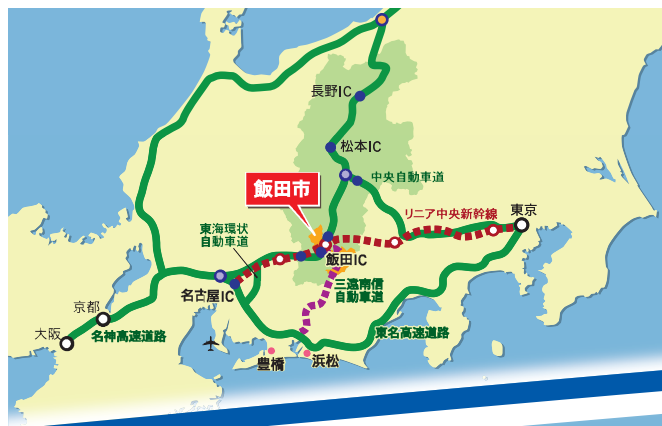 長野IC
松本IC
中央自動車道
飯田市
リニア中央新幹線
東京
東海環状
自動車道
飯田IC
三遠南信
自動車道
名古屋IC
京都
大阪
名神高速道路
東名高速道路
豊橋
浜松